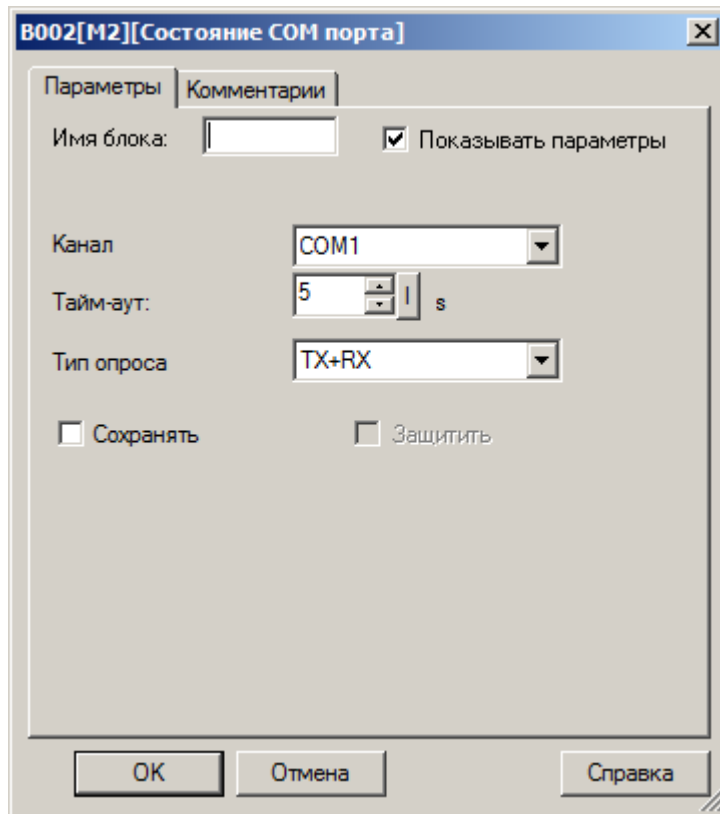 B002[M2][Состояние COM порта]
Параметры Комментарии
Имя блока: Показывать параметры
Канал COM1
Тайм-аут: 5 I s
Тип опроса TX+RX
Сохранять Защитить
OK Отмена Справка